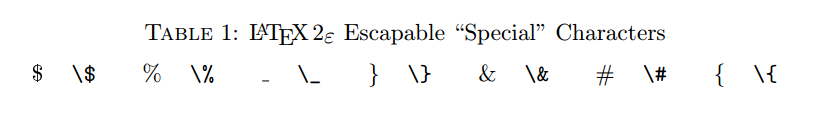 TABLE 1: LATEX 2ε Escapable “Special” Characters
$ \$ % \% _ \_ } \} & \& # \# { \{